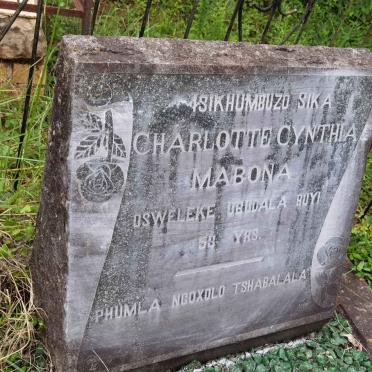 ISIKHUMBUZO SIKA
CHARLOTTE CYNTHIA
MABONA
OSWELEKE UBUDALA BUYI
58 YRS.
PHUMLA NGOXOLO TSHABALALA